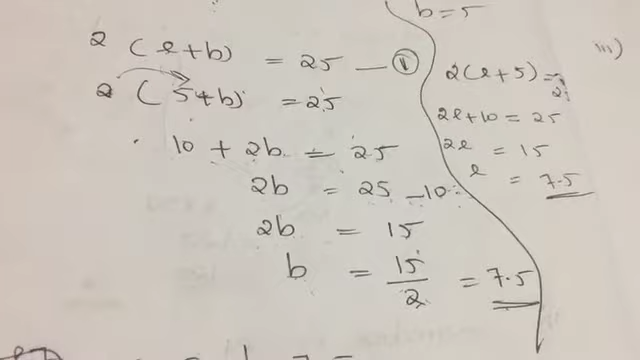 2 (l+b) = 25 — ⓥ
2 (5+b) = 25
10 + 2b = 25
2b = 25 - 10
2b = 15
b = 15/2 = 7.5
b = 5
iii)
2(l+5) =
2l+10 = 25
2l = 15
l = 7.5